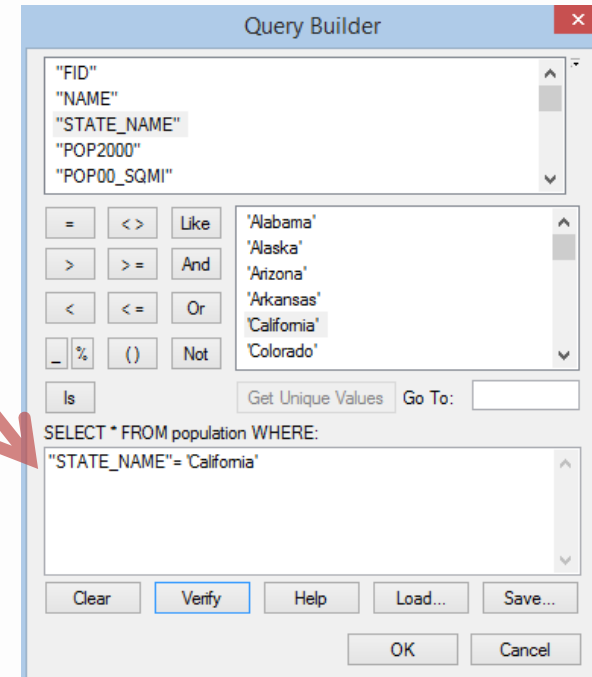 Query Builder
"FID"
"NAME"
"STATE_NAME"
"POP2000"
"POP00_SQMI"
= < > Like
> > = And
< < = Or
_ % () Not
Is
'Alabama'
'Alaska'
'Arizona'
'Arkansas'
'California'
'Colorado'
Get Unique Values Go To:
SELECT * FROM population WHERE:
"STATE_NAME"= 'California'
Clear Verify Help Load... Save...
OK Cancel